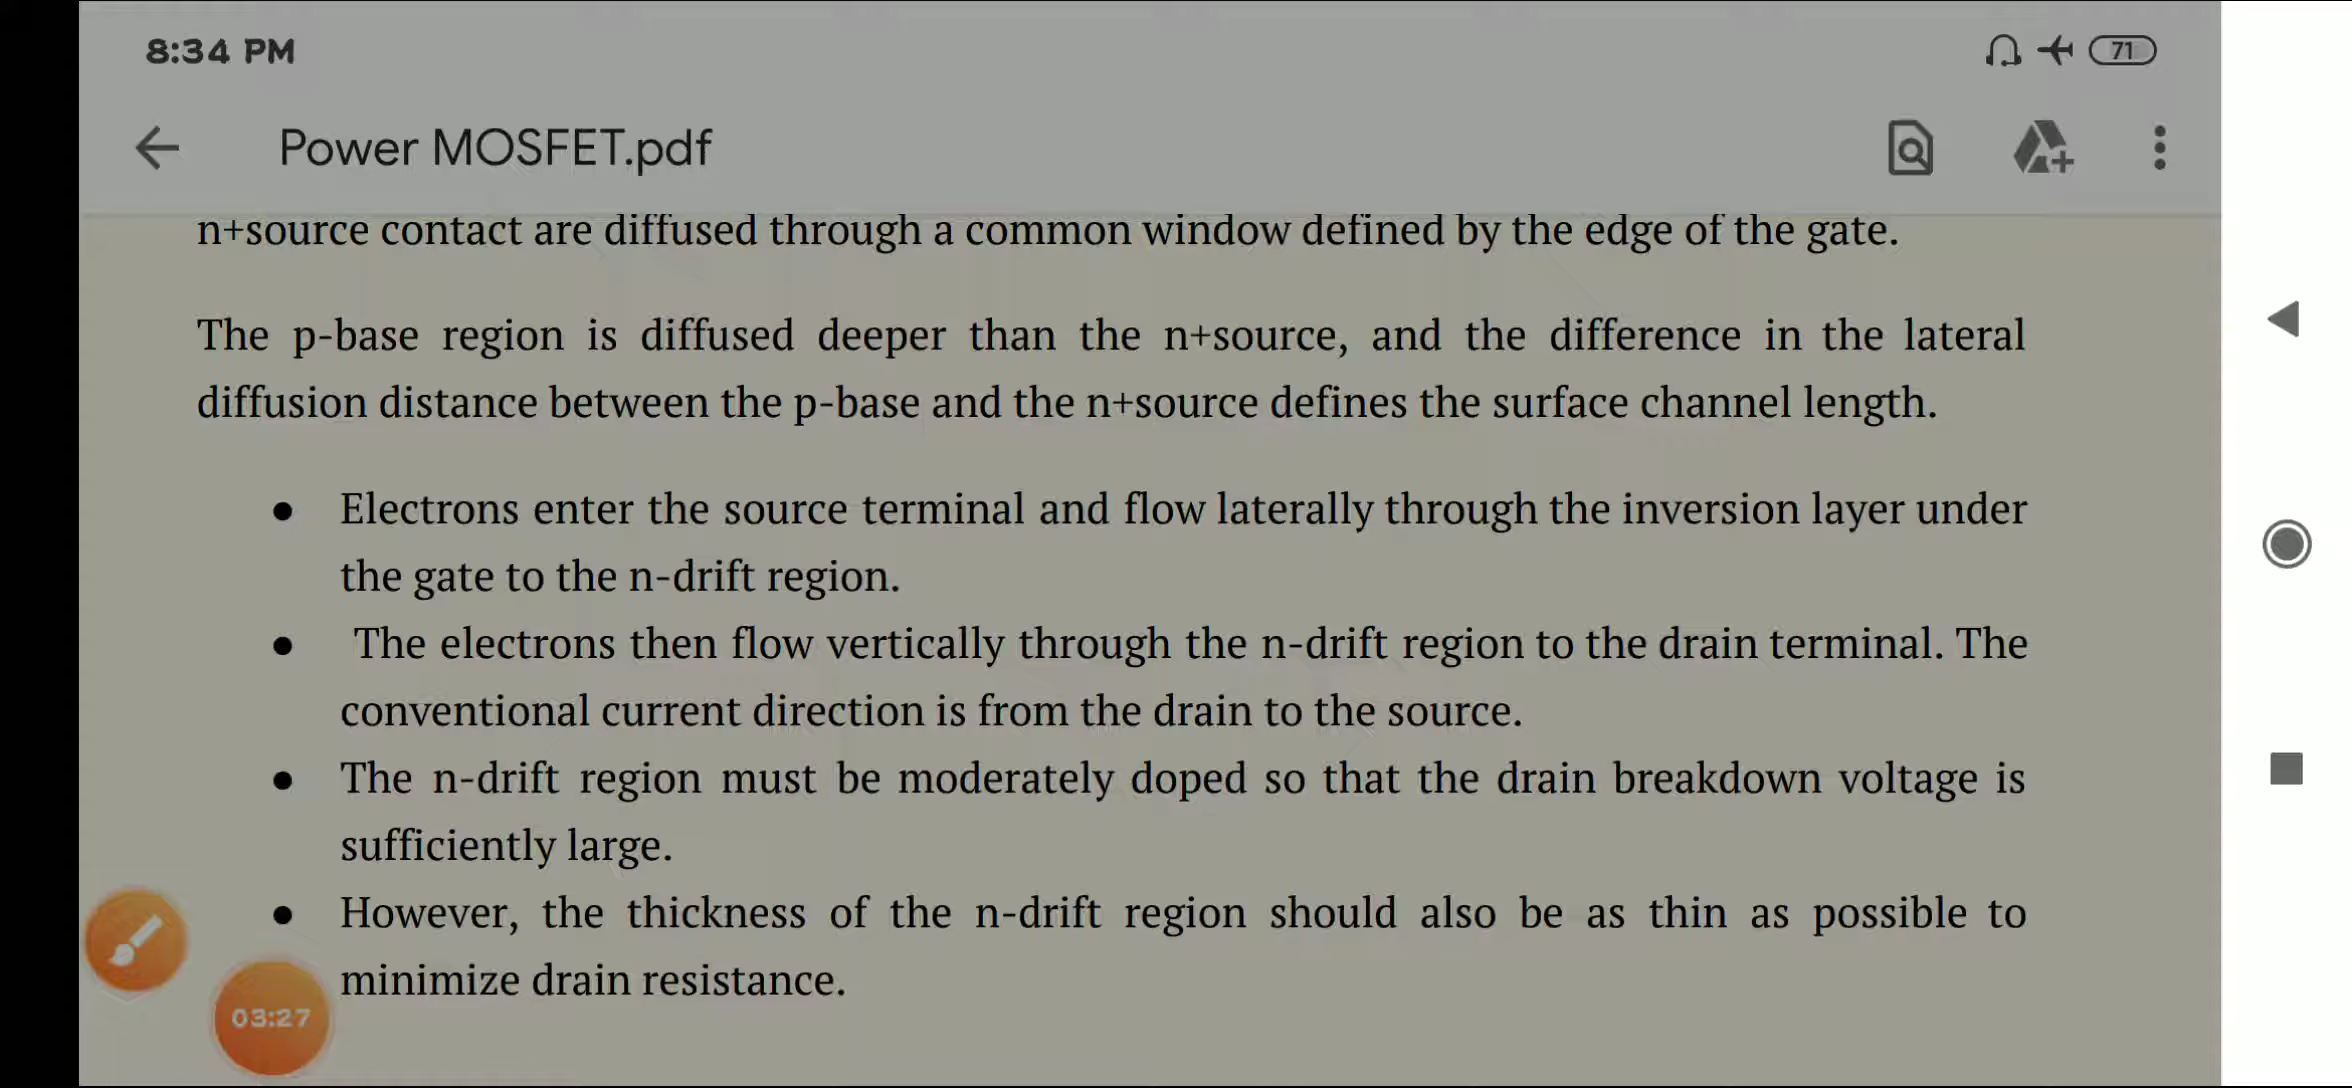 8:34 PM
71
Power MOSFET.pdf
n+source contact are diffused through a common window defined by the edge of the gate.
The p-base region is diffused deeper than the n+source, and the difference in the lateral
diffusion distance between the p-base and the n+source defines the surface channel length.
● Electrons enter the source terminal and flow laterally through the inversion layer under
the gate to the n-drift region.
● The electrons then flow vertically through the n-drift region to the drain terminal. The
conventional current direction is from the drain to the source.
● The n-drift region must be moderately doped so that the drain breakdown voltage is
sufficiently large.
● However, the thickness of the n-drift region should also be as thin as possible to
minimize drain resistance.
03:27